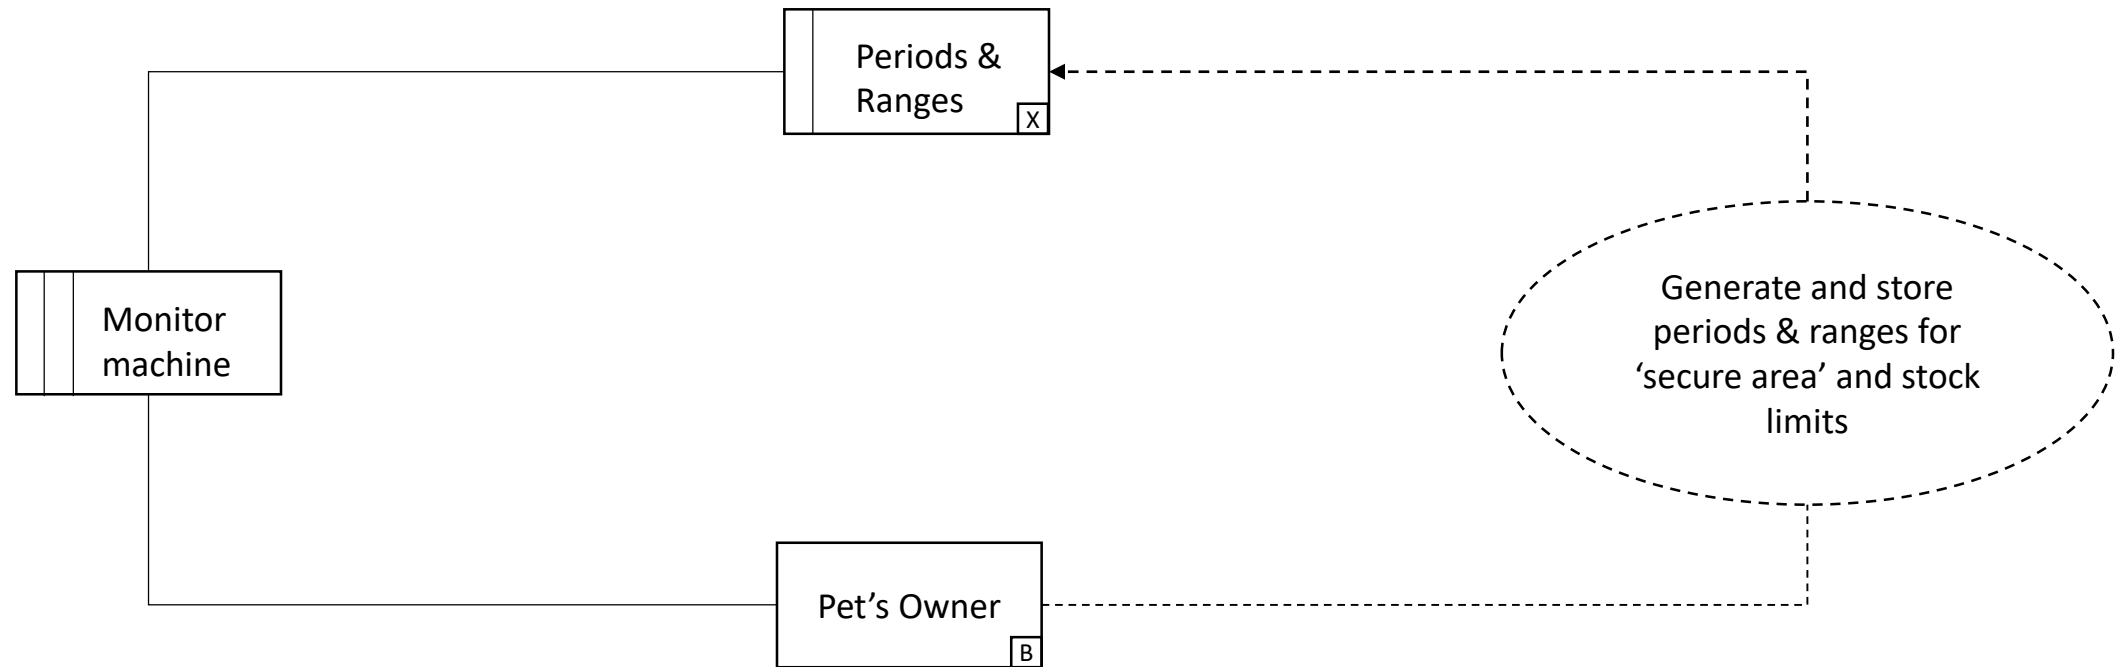 Periods &
Ranges
X
Monitor
machine
Generate and store
periods & ranges for
‘secure area’ and stock
limits
Pet’s Owner
B